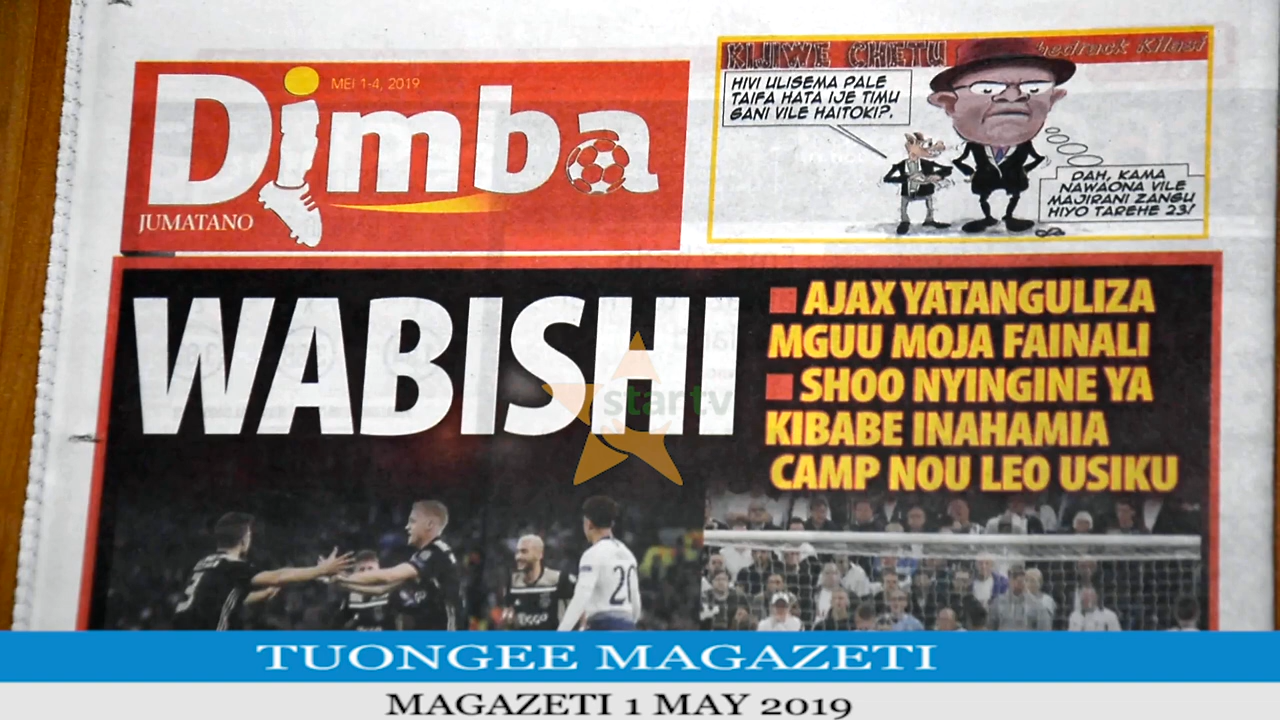 Dimba
MEI 1-4, 2019
JUMATANO
KIJIWE CHETU
Kilasi
HIVI ULISEMA PALE
TAIFA HATA IJE TIMU
GANI VILE HAITOKI?.
DAH, KAMA
NAWAONA VILE
MAJIRANI ZANGU
HIYO TAREHE 23!
WABISHI
AJAX YATANGULIZA
MGUU MOJA FAINALI
SHOO NYINGINE YA
KIBABE INAHAMIA
CAMP NOU LEO USIKU
startv
20
TUONGEE MAGAZETI
MAGAZETI 1 MAY 2019